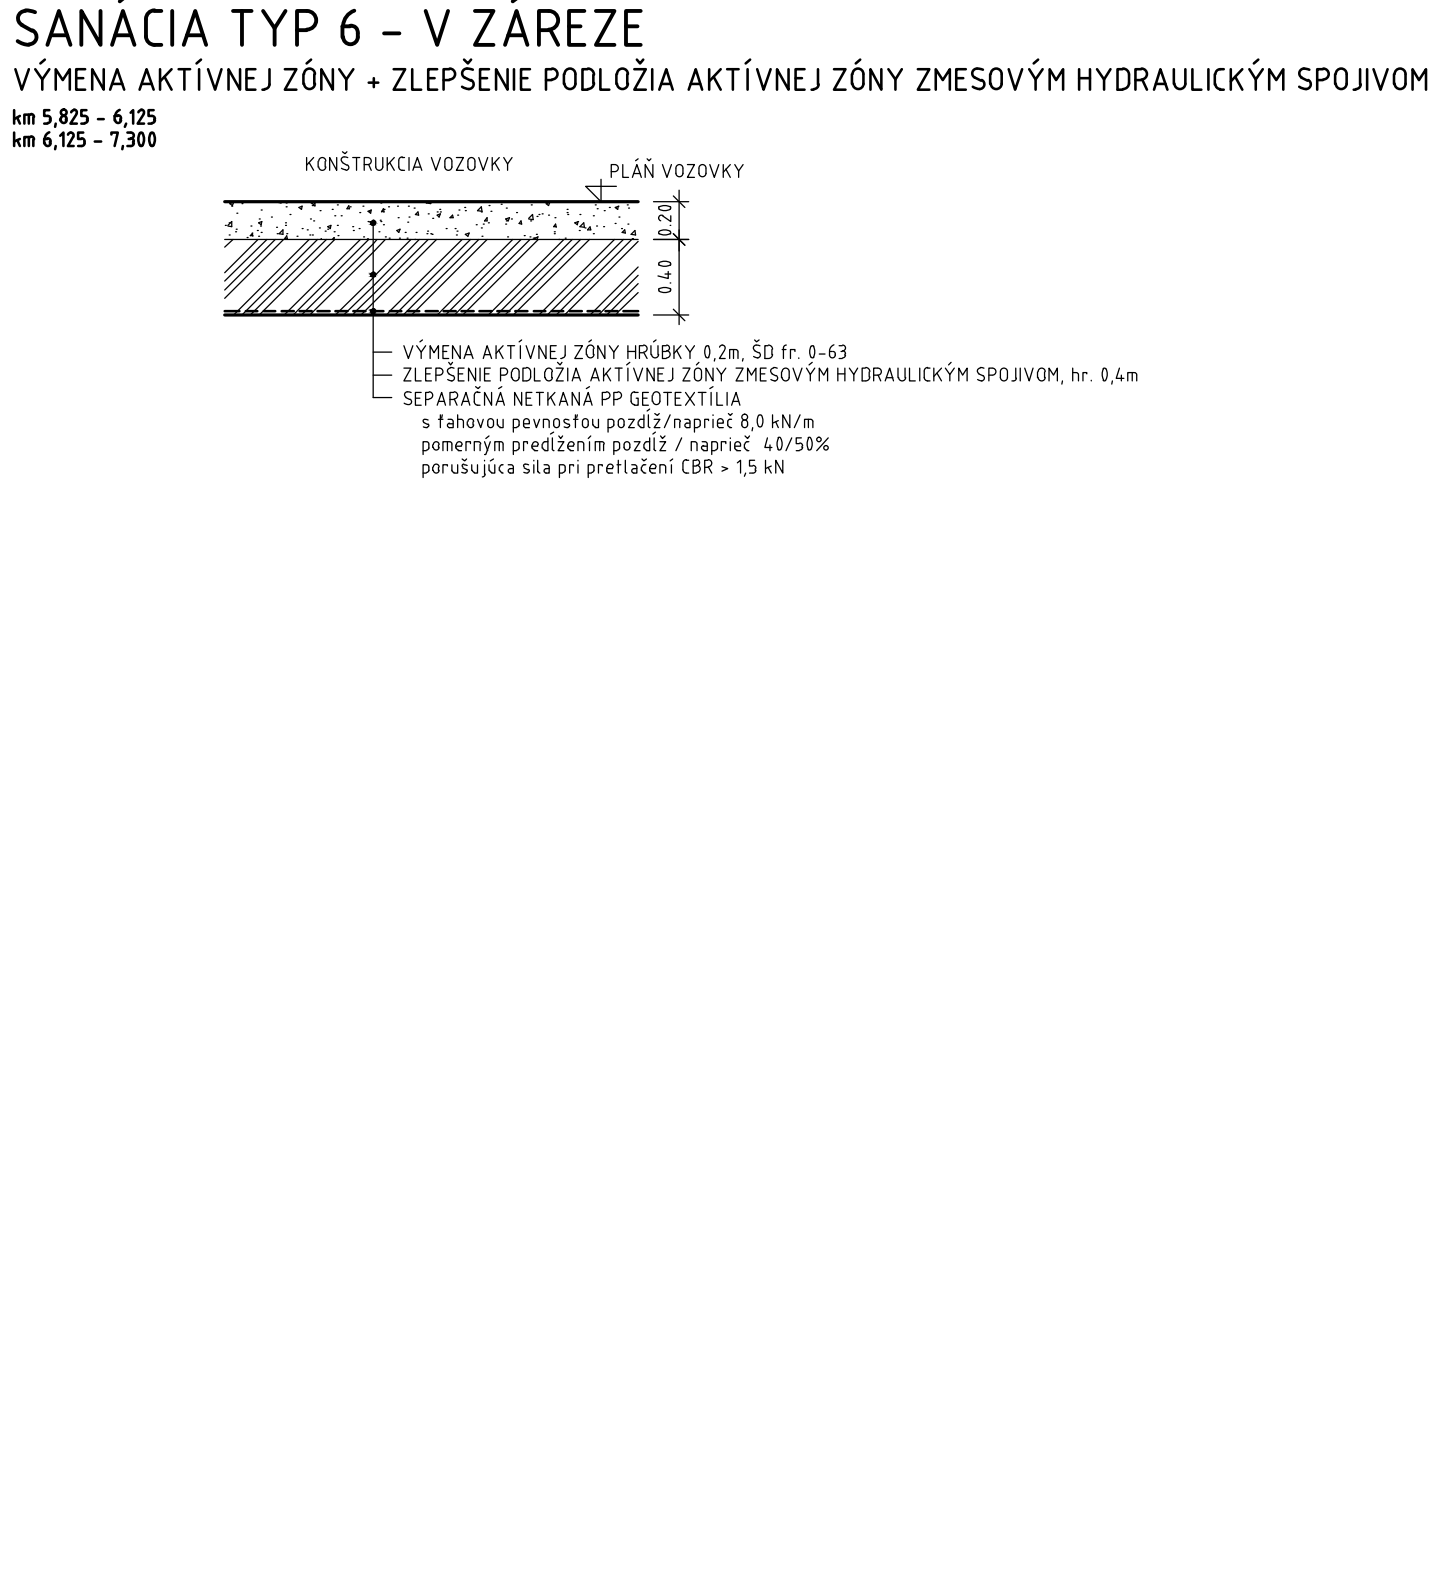 SANÁCIA TYP 6 - V ZÁREZE
VÝMENA AKTÍVNEJ ZÓNY + ZLEPŠENIE PODLOŽIA AKTÍVNEJ ZÓNY ZMESOVÝM HYDRAULICKÝM SPOJIVOM
km 5,825 - 6,125
km 6,125 - 7,300
KONŠTRUKCIA VOZOVKY
PLÁŇ VOZOVKY
0.20
0.40
VÝMENA AKTÍVNEJ ZÓNY HRÚBKY 0,2m, ŠD fr. 0-63
ZLEPŠENIE PODLOŽIA AKTÍVNEJ ZÓNY ZMESOVÝM HYDRAULICKÝM SPOJIVOM, hr. 0,4m
SEPARAČNÁ NETKANÁ PP GEOTEXTÍLIA
s ťahovou pevnosťou pozdĺž/naprieč 8,0 kN/m
pomerným predĺžením pozdĺž / naprieč 40/50%
porušujúca sila pri pretlačení CBR > 1,5 kN